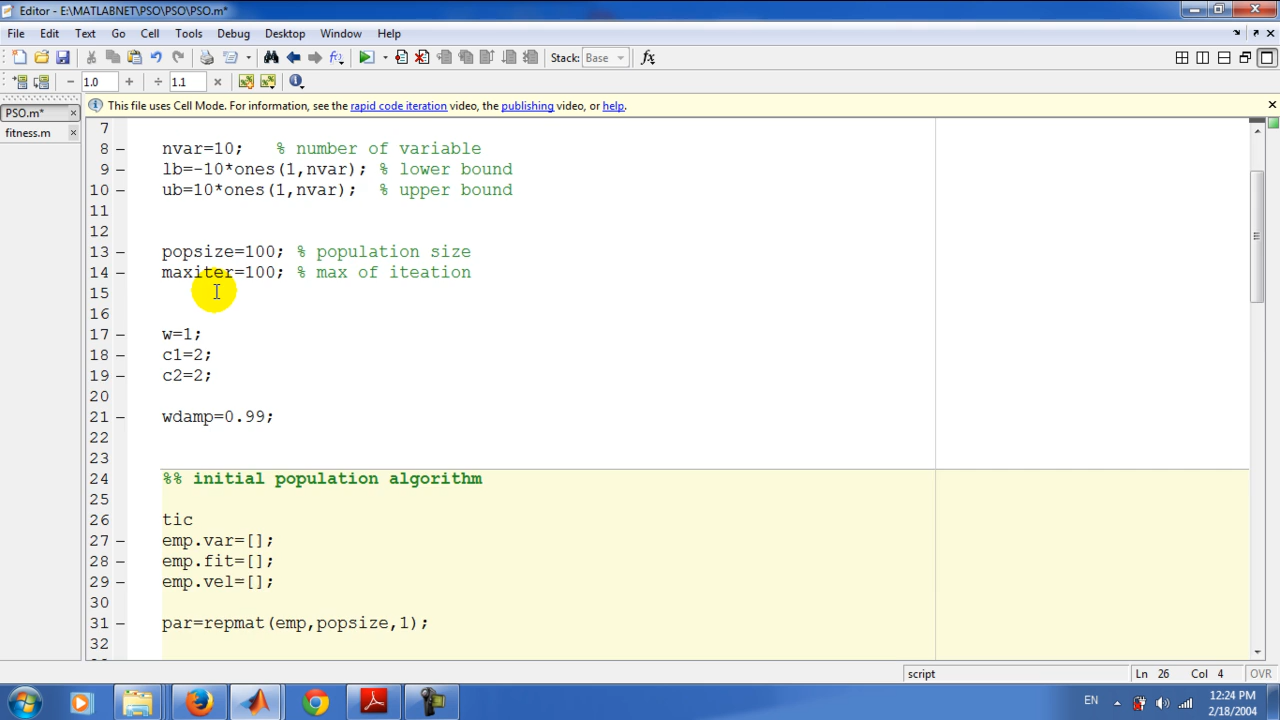 Editor - E:\MATLABNET\PSO\PSO\PSO.m*
File Edit Text Go Cell Tools Debug Desktop Window Help
Stack: Base fx
- 1.0 + ÷ 1.1 ×
PSO.m* ×
This file uses Cell Mode. For information, see the rapid code iteration video, the publishing video, or help.
fitness.m ×
7
8 – nvar=10; % number of variable
9 – lb=-10*ones(1,nvar); % lower bound
10 – ub=10*ones(1,nvar); % upper bound
11
12
13 – popsize=100; % population size
14 – maxiter=100; % max of iteation
15
16
17 – w=1;
18 – c1=2;
19 – c2=2;
20
21 – wdamp=0.99;
22
23
24 %% initial population algorithm
25
26 tic
27 – emp.var=[];
28 – emp.fit=[];
29 – emp.vel=[];
30
31 – par=repmat(emp,popsize,1);
32
script Ln 26 Col 4 OVR
EN 12:24 PM
2/18/2004